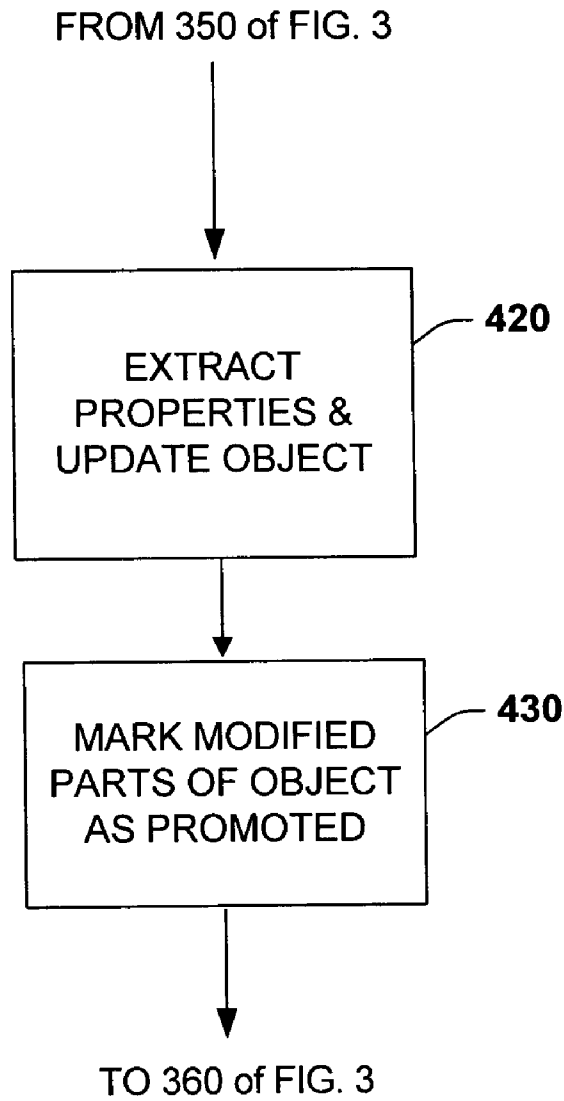 FROM 350 of FIG. 3
420
EXTRACT
PROPERTIES &
UPDATE OBJECT
430
MARK MODIFIED
PARTS OF OBJECT
AS PROMOTED
TO 360 of FIG. 3